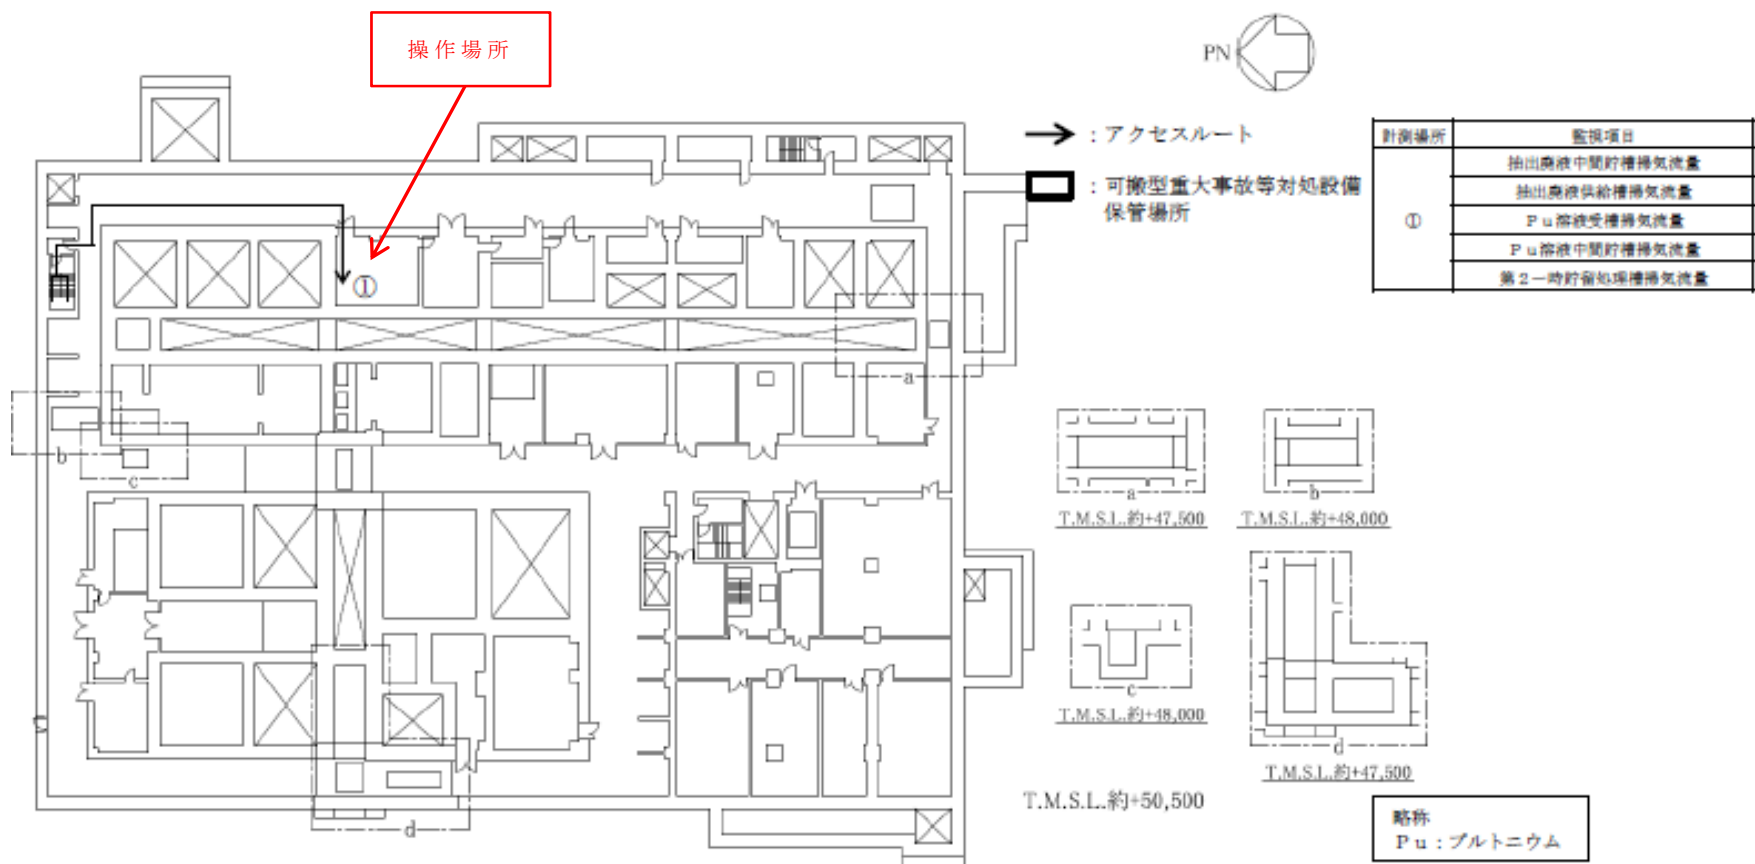 操作場所
PN
：アクセスルート
：可搬型重大事故等対処設備
保管場所
計測場所 監視項目
① 抽出廃液中間貯槽掃気流量
抽出廃液供給槽掃気流量
Ｐｕ溶液受槽掃気流量
Ｐｕ溶液中間貯槽掃気流量
第２一時貯留処理槽掃気流量
①
a
b
c
d
a
T.M.S.L.約+47,500
b
T.M.S.L.約+48,000
c
T.M.S.L.約+48,000
d
T.M.S.L.約+47,500
T.M.S.L.約+50,500
略称
Ｐｕ：プルトニウム